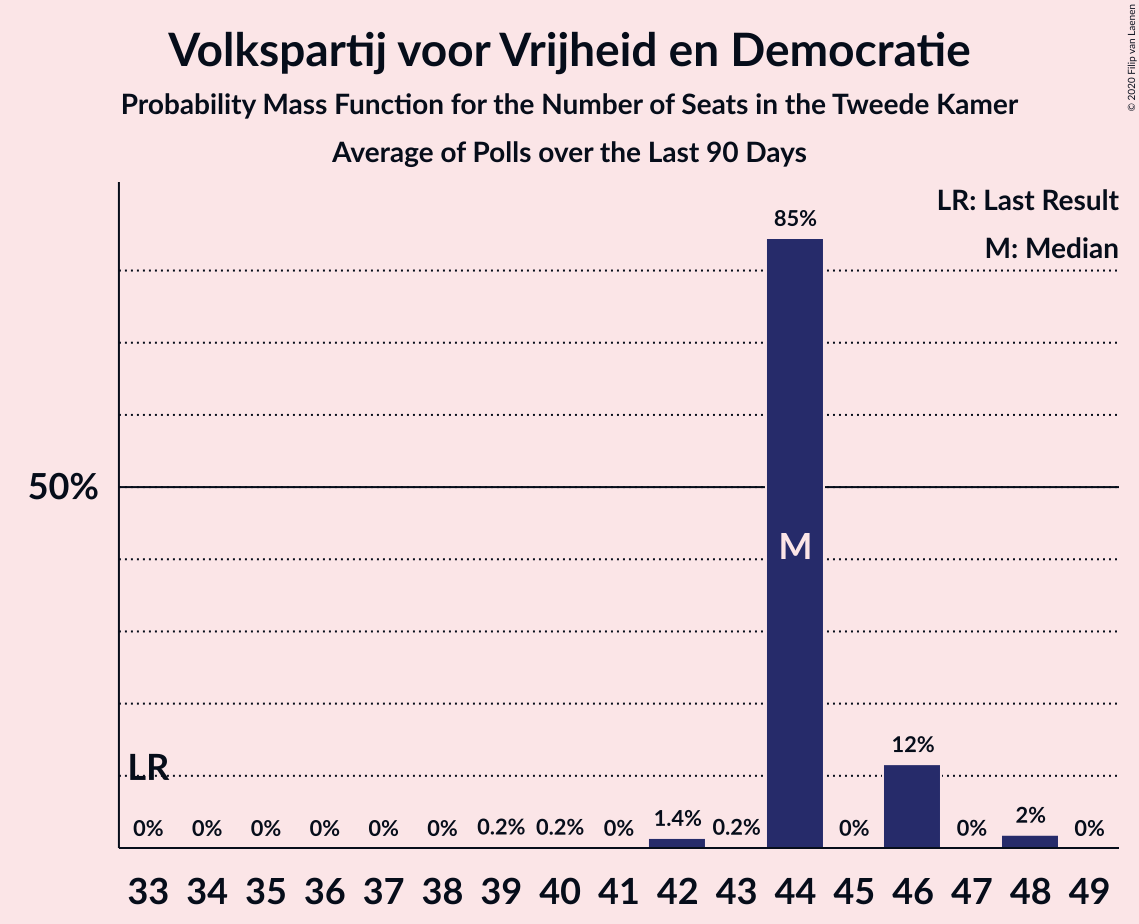 Volkspartij voor Vrijheid en Democratie
Probability Mass Function for the Number of Seats in the Tweede Kamer
Average of Polls over the Last 90 Days
© 2020 Filip van Laenen
LR: Last Result
M: Median
85%
50%
M
LR
12%
0% 0% 0% 0% 0% 0% 0.2% 0.2% 0% 1.4% 0.2% 0% 0% 2% 0%
33 34 35 36 37 38 39 40 41 42 43 44 45 46 47 48 49